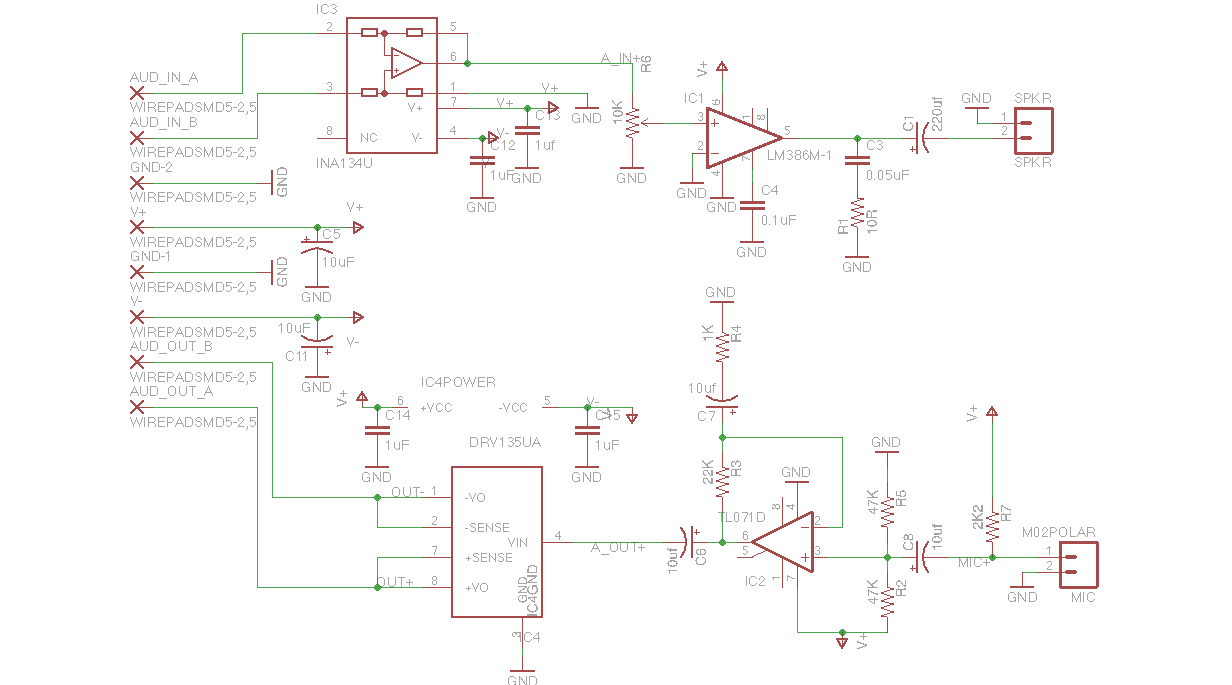 IC3
2
5
6
3
1
V+
7
V+
V+
8
NC
V-
4
V-
INA134U
C13
1uf
GND
C12
1uF
GND
GND
AUD_IN_A
WIREPADSMD5-2,5
AUD_IN_B
WIREPADSMD5-2,5
GND-2
GND
WIREPADSMD5-2,5
V+
V+
C5
WIREPADSMD5-2,5
10uF
GND-1
GND
WIREPADSMD5-2,5
GND
V-
10uF
WIREPADSMD5-2,5
V-
C11
AUD_OUT_B
WIREPADSMD5-2,5
GND
AUD_OUT_A
WIREPADSMD5-2,5
A_IN+
R6
10K
GND
V+
IC1
6
1
8
3
2
5
4
7
LM386M-1
GND
GND
C4
0.1uF
GND
C3
0.05uF
R1
10R
GND
C1
220uf
GND
SPKR
1
2
SPKR
IC4POWER
V+
6
+VCC
-VCC
5
V-
V-
C14
1uF
GND
C15
1uF
GND
DRV135UA
OUT-
1
-VO
2
-SENSE
7
+SENSE
OUT+
8
+VO
VIN
4
GND
IC4GND
3
IC4
GND
A_OUT+
10uf
C6
GND
1K
R4
10uf
C7
22K
R3
GND
TL071D
8
4
2
6
5
3
IC2
1
7
V+
GND
47K
R5
47K
R2
C8
10uf
V+
2K2
R7
MIC+
M02POLAR
1
2
GND
MIC